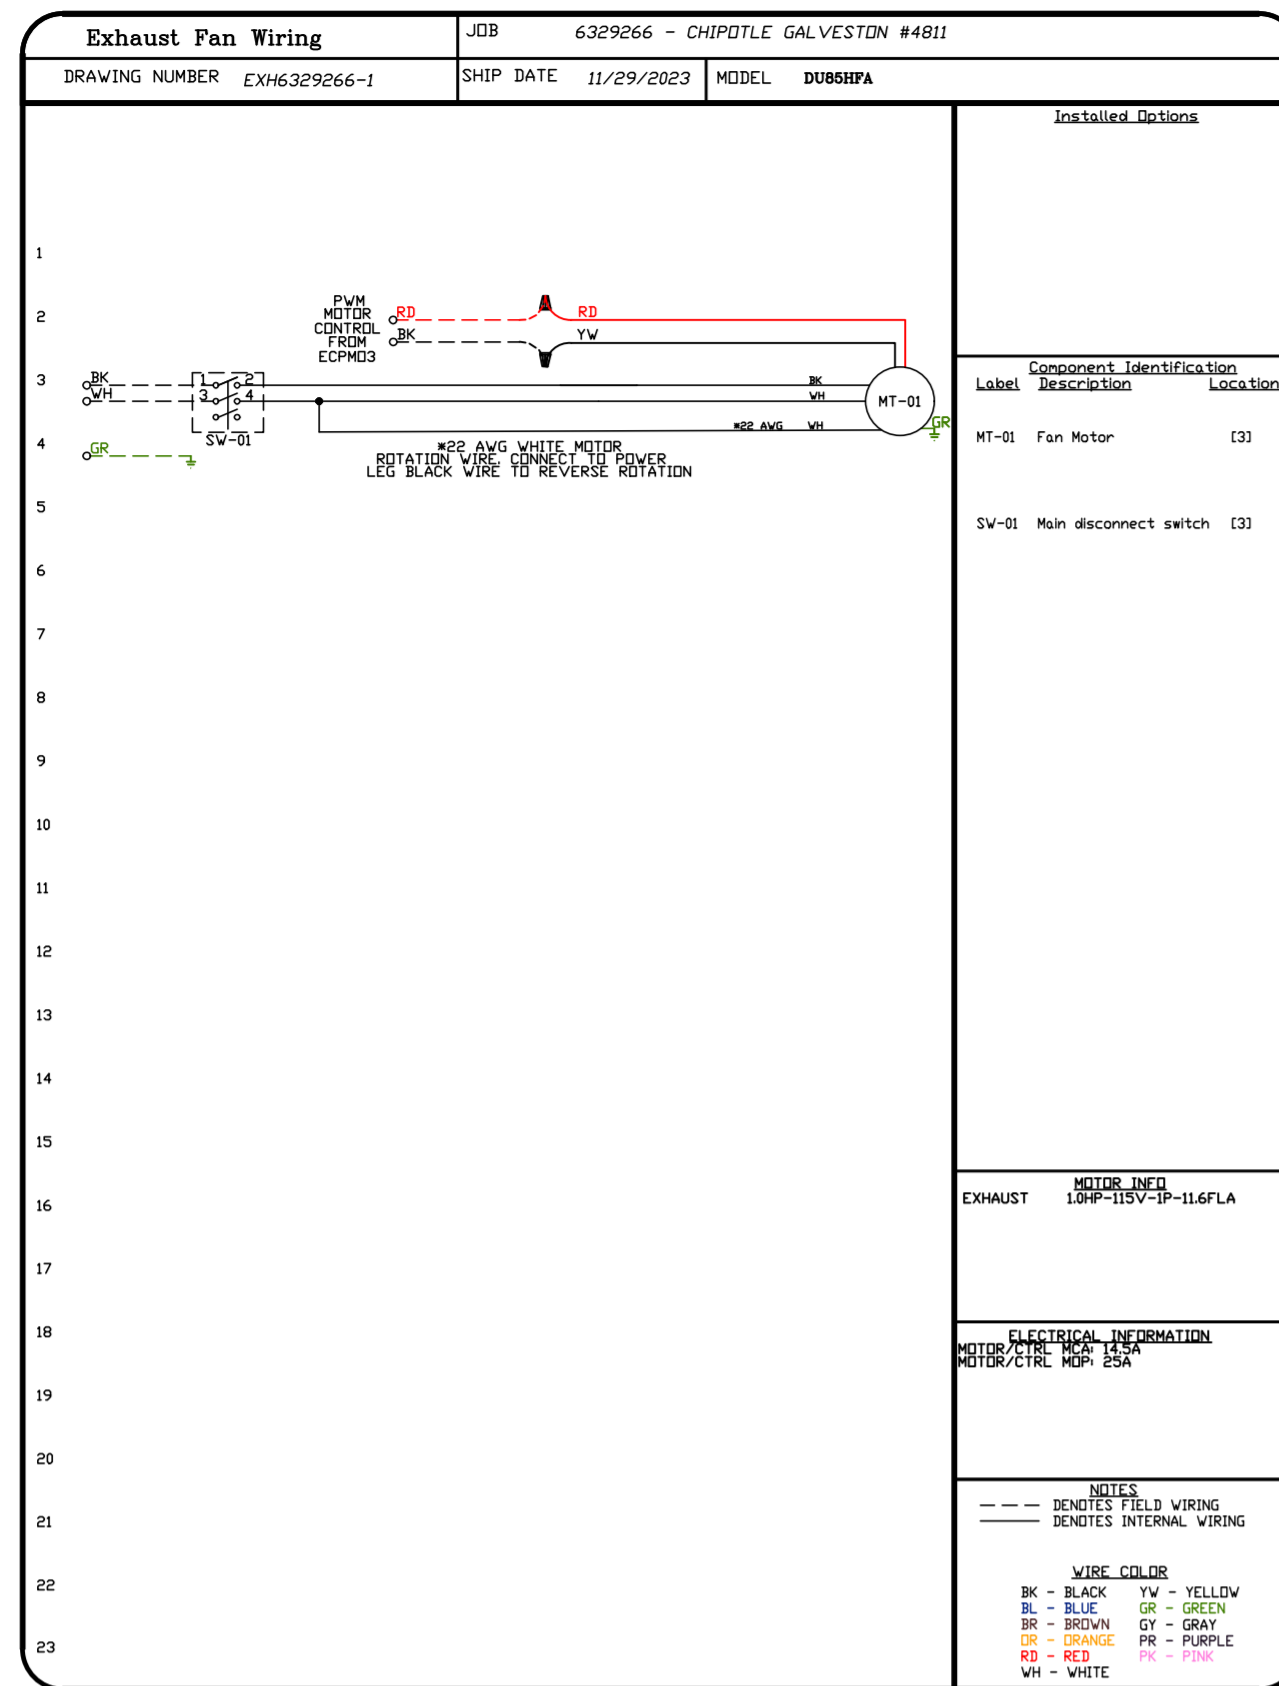 Exhaust Fan Wiring
JOB 6329266 - CHIPOTLE GALVESTON #4811
DRAWING NUMBER EXH6329266-1
SHIP DATE 11/29/2023
MODEL DU85HFA
1
2
3
4
5
6
7
8
9
10
11
12
13
14
15
16
17
18
19
20
21
22
23
PWM
MOTOR
CONTROL
FROM
ECPM03
RD
BK
RD
YW
BK
WH
1
2
3
4
SW-01
GR
BK
WH
*22 AWG WH
MT-01
GR
*22 AWG WHITE MOTOR
ROTATION WIRE. CONNECT TO POWER
LEG BLACK WIRE TO REVERSE ROTATION
Installed Options
Component Identification
Label Description Location
MT-01 Fan Motor [3]
SW-01 Main disconnect switch [3]
MOTOR INFO
EXHAUST 1.0HP-115V-1P-11.6FLA
ELECTRICAL INFORMATION
MOTOR/CTRL MCA: 14.5A
MOTOR/CTRL MOP: 25A
NOTES
DENOTES FIELD WIRING
DENOTES INTERNAL WIRING
WIRE COLOR
BK - BLACK YW - YELLOW
BL - BLUE GR - GREEN
BR - BROWN GY - GRAY
OR - ORANGE PR - PURPLE
RD - RED PK - PINK
WH - WHITE